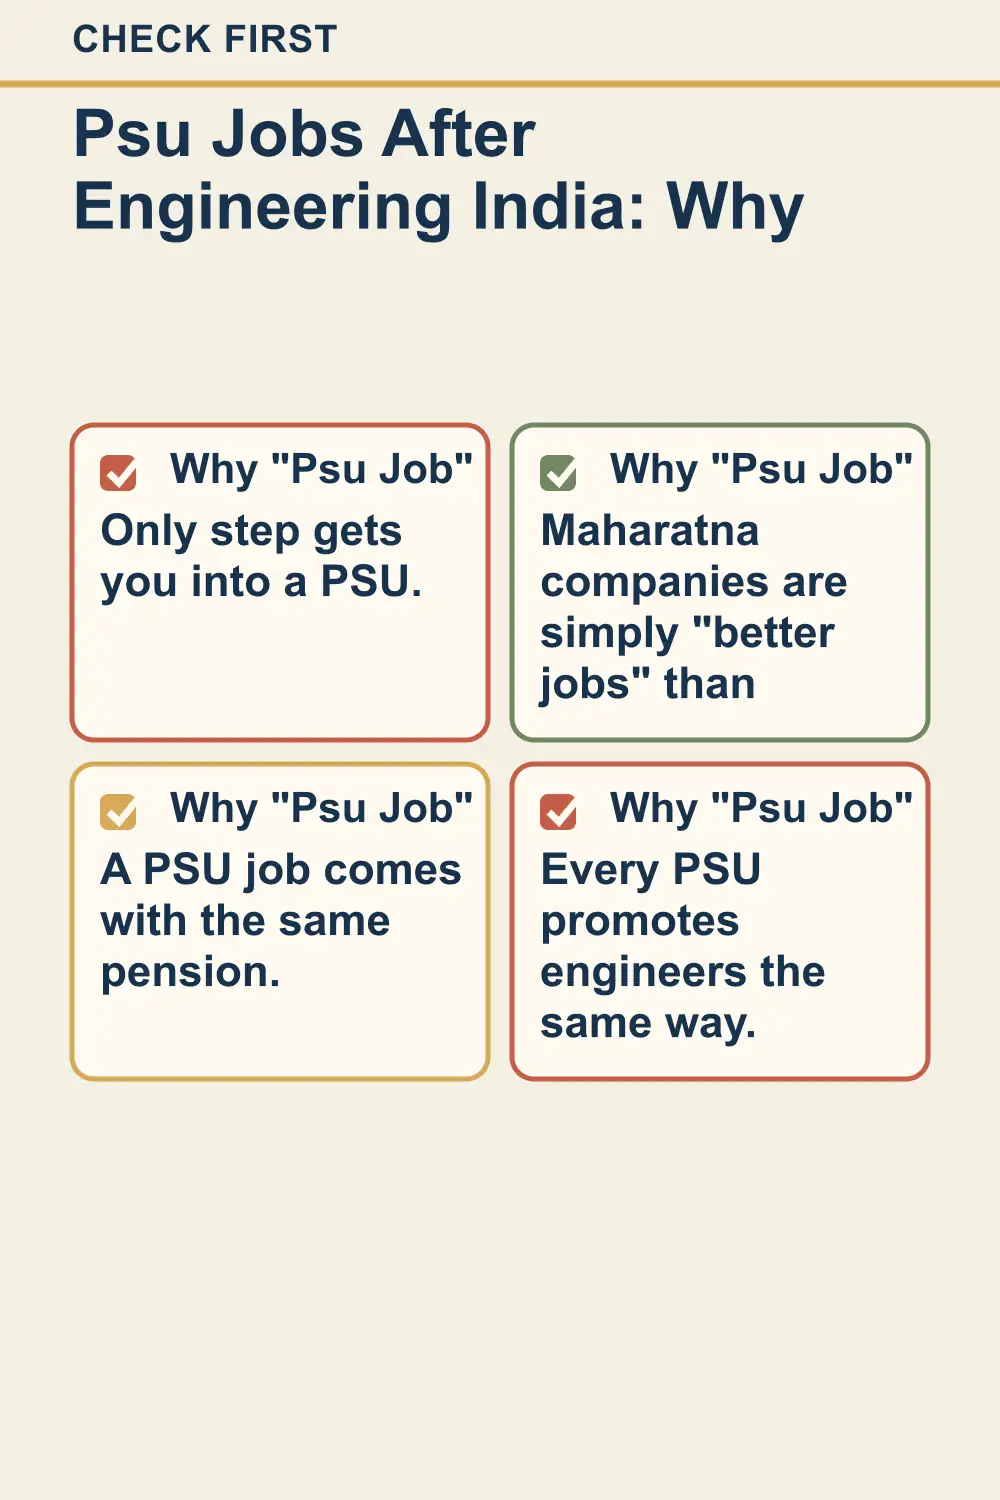 CHECK FIRST
Psu Jobs After
Engineering India: Why
Why "Psu Job"
Only step gets
you into a PSU.
Why "Psu Job"
Maharatna
companies are
simply "better
jobs" than
Why "Psu Job"
A PSU job comes
with the same
pension.
Why "Psu Job"
Every PSU
promotes
engineers the
same way.